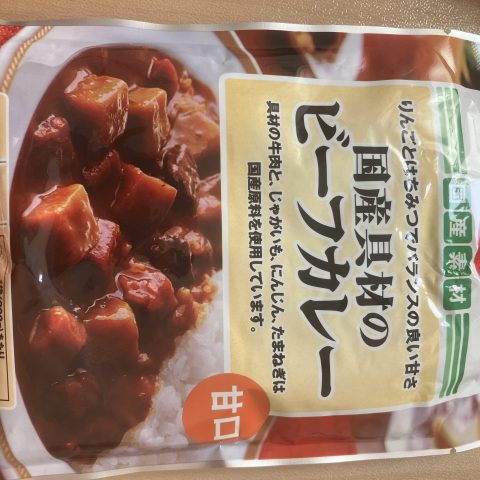 国産素材
りんごとはちみつでバランスの良い甘さ
国産具材の
ビーフカレー
具材の牛肉と、じゃがいも、にんじん、たまねぎは
国産原料を使用しています。
甘口